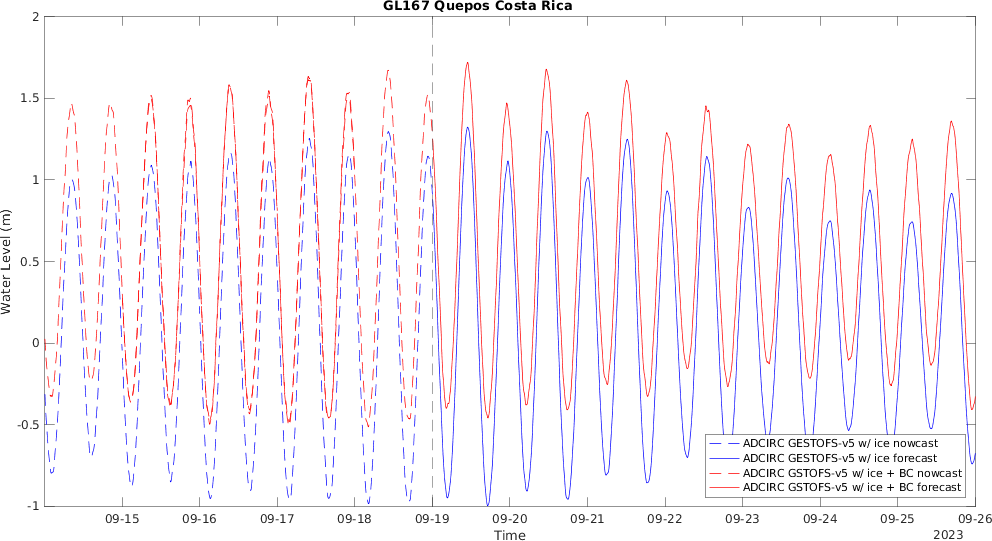 GL167 Quepos Costa Rica
2
1.5
1
0.5
0
-0.5
-1
Water Level (m)
09-15 09-16 09-17 09-18 09-19 09-20 09-21 09-22 09-23 09-24 09-25 09-26
2023
Time
ADCIRC GESTOFS-v5 w/ ice nowcast
ADCIRC GESTOFS-v5 w/ ice forecast
ADCIRC GSTOFS-v5 w/ ice + BC nowcast
ADCIRC GSTOFS-v5 w/ ice + BC forecast